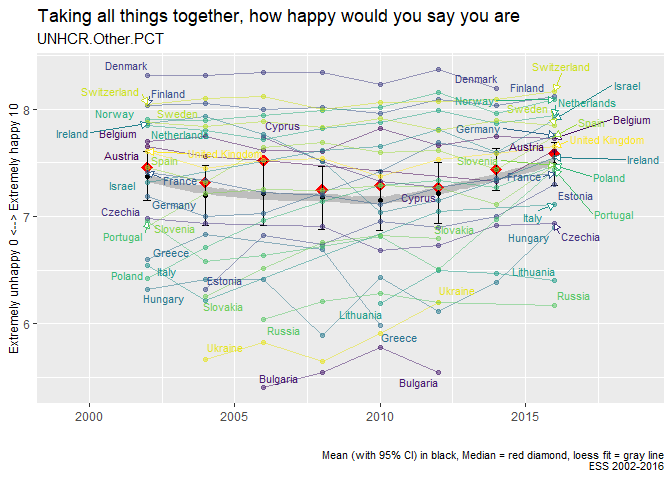 Taking all things together, how happy would you say you are
UNHCR.Other.PCT
Extremely unhappy 0 <--> Extremely happy 10
8
7
6
2000
2005
2010
2015
Denmark
Switzerland
Finland
Norway
Sweden
Ireland
Belgium
Netherlands
United Kingdom
Austria
Spain
France
Israel
Germany
Czechia
Slovenia
Portugal
Greece
Poland
Italy
Estonia
Hungary
Slovakia
Russia
Ukraine
Bulgaria
Cyprus
Switzerland
Denmark
Finland
Israel
Norway
Netherlands
Sweden
Spain
Belgium
Germany
United Kingdom
Austria
Slovenia
Ireland
France
Poland
Cyprus
Estonia
Portugal
Italy
Slovakia
Hungary
Czechia
Lithuania
Ukraine
Russia
Lithuania
Greece
Bulgaria
Mean (with 95% CI) in black, Median = red diamond, loess fit = gray line
ESS 2002-2016